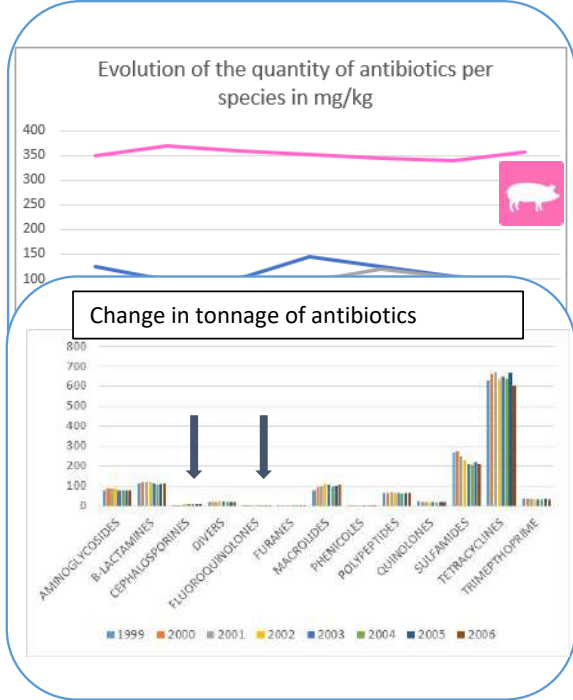 Evolution of the quantity of antibiotics per
species in mg/kg
400
350
300
250
200
150
100
Change in tonnage of antibiotics
800
700
600
500
400
300
200
100
0
AMINOGLYCOSIDES
B-LACTAMINES
CEPHALOSPORINES
DIVERS
FLUOROQUINOLONES
FURANES
MACROLIDES
PHENICOLES
POLYPEPTIDES
QUINOLONES
SULFAMIDES
TETRACYCLINES
TRIMEPTHOPRIME
1999 2000 2001 2002 2003 2004 2005 2006